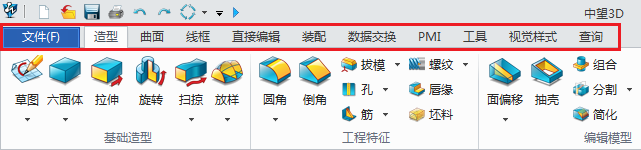 中望3D
文件(F) 造型 曲面 线框 直接编辑 装配 数据交换 PMI 工具 视觉样式 查询
草图 六面体 拉伸 旋转 扫掠 放样 圆角 倒角 拔模 螺纹 面偏移 抽壳 组合
孔 唇缘 分割
筋 坯料 简化
基础造型 工程特征 编辑模型